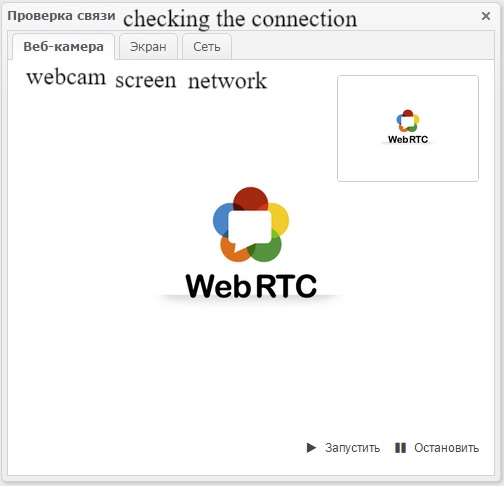 Проверка связи checking the connection
Веб-камера Экран Сеть
webcam screen network
WebRTC
WebRTC
Запустить Остановить